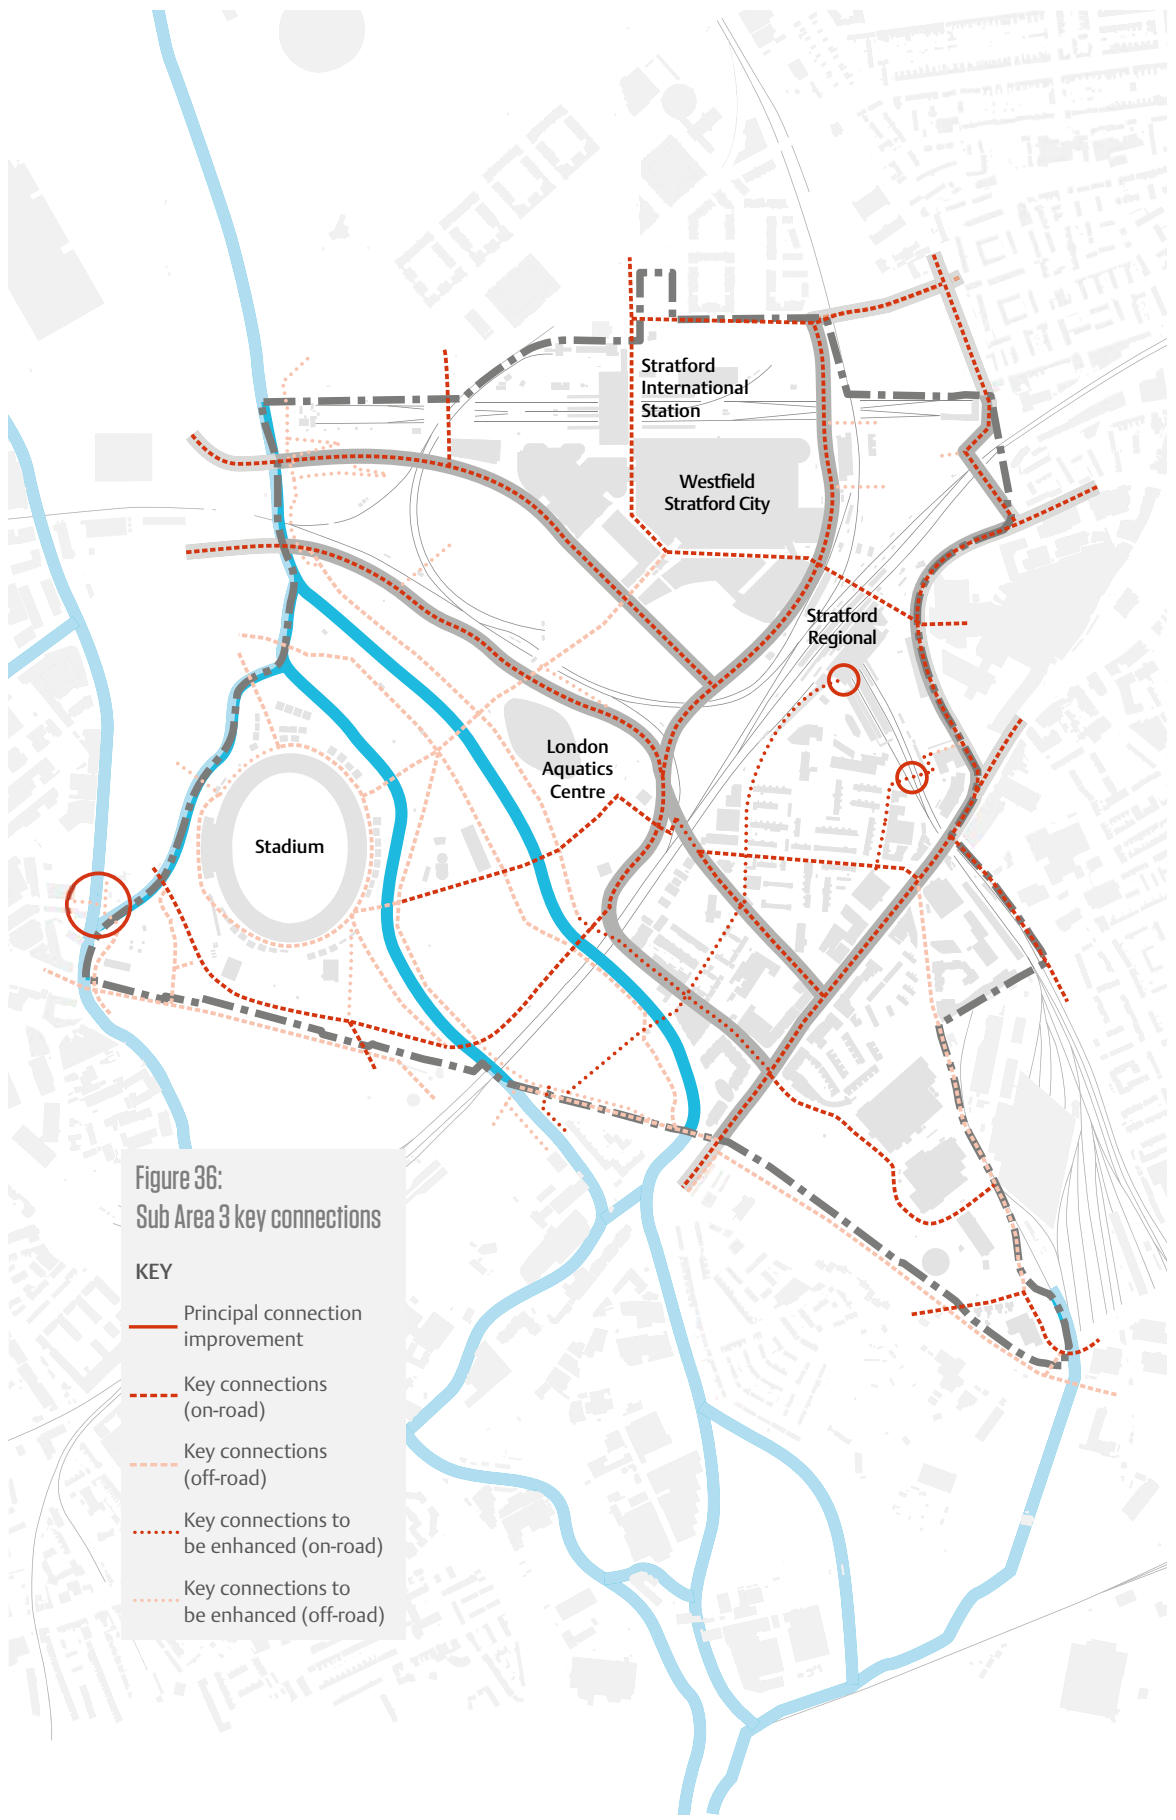 Stratford
International
Station
Westfield
Stratford City
Stratford
Regional
London
Aquatics
Centre
Stadium
Figure 36:
Sub Area 3 key connections
KEY
Principal connection
improvement
Key connections
(on-road)
Key connections
(off-road)
Key connections to
be enhanced (on-road)
Key connections to
be enhanced (off-road)